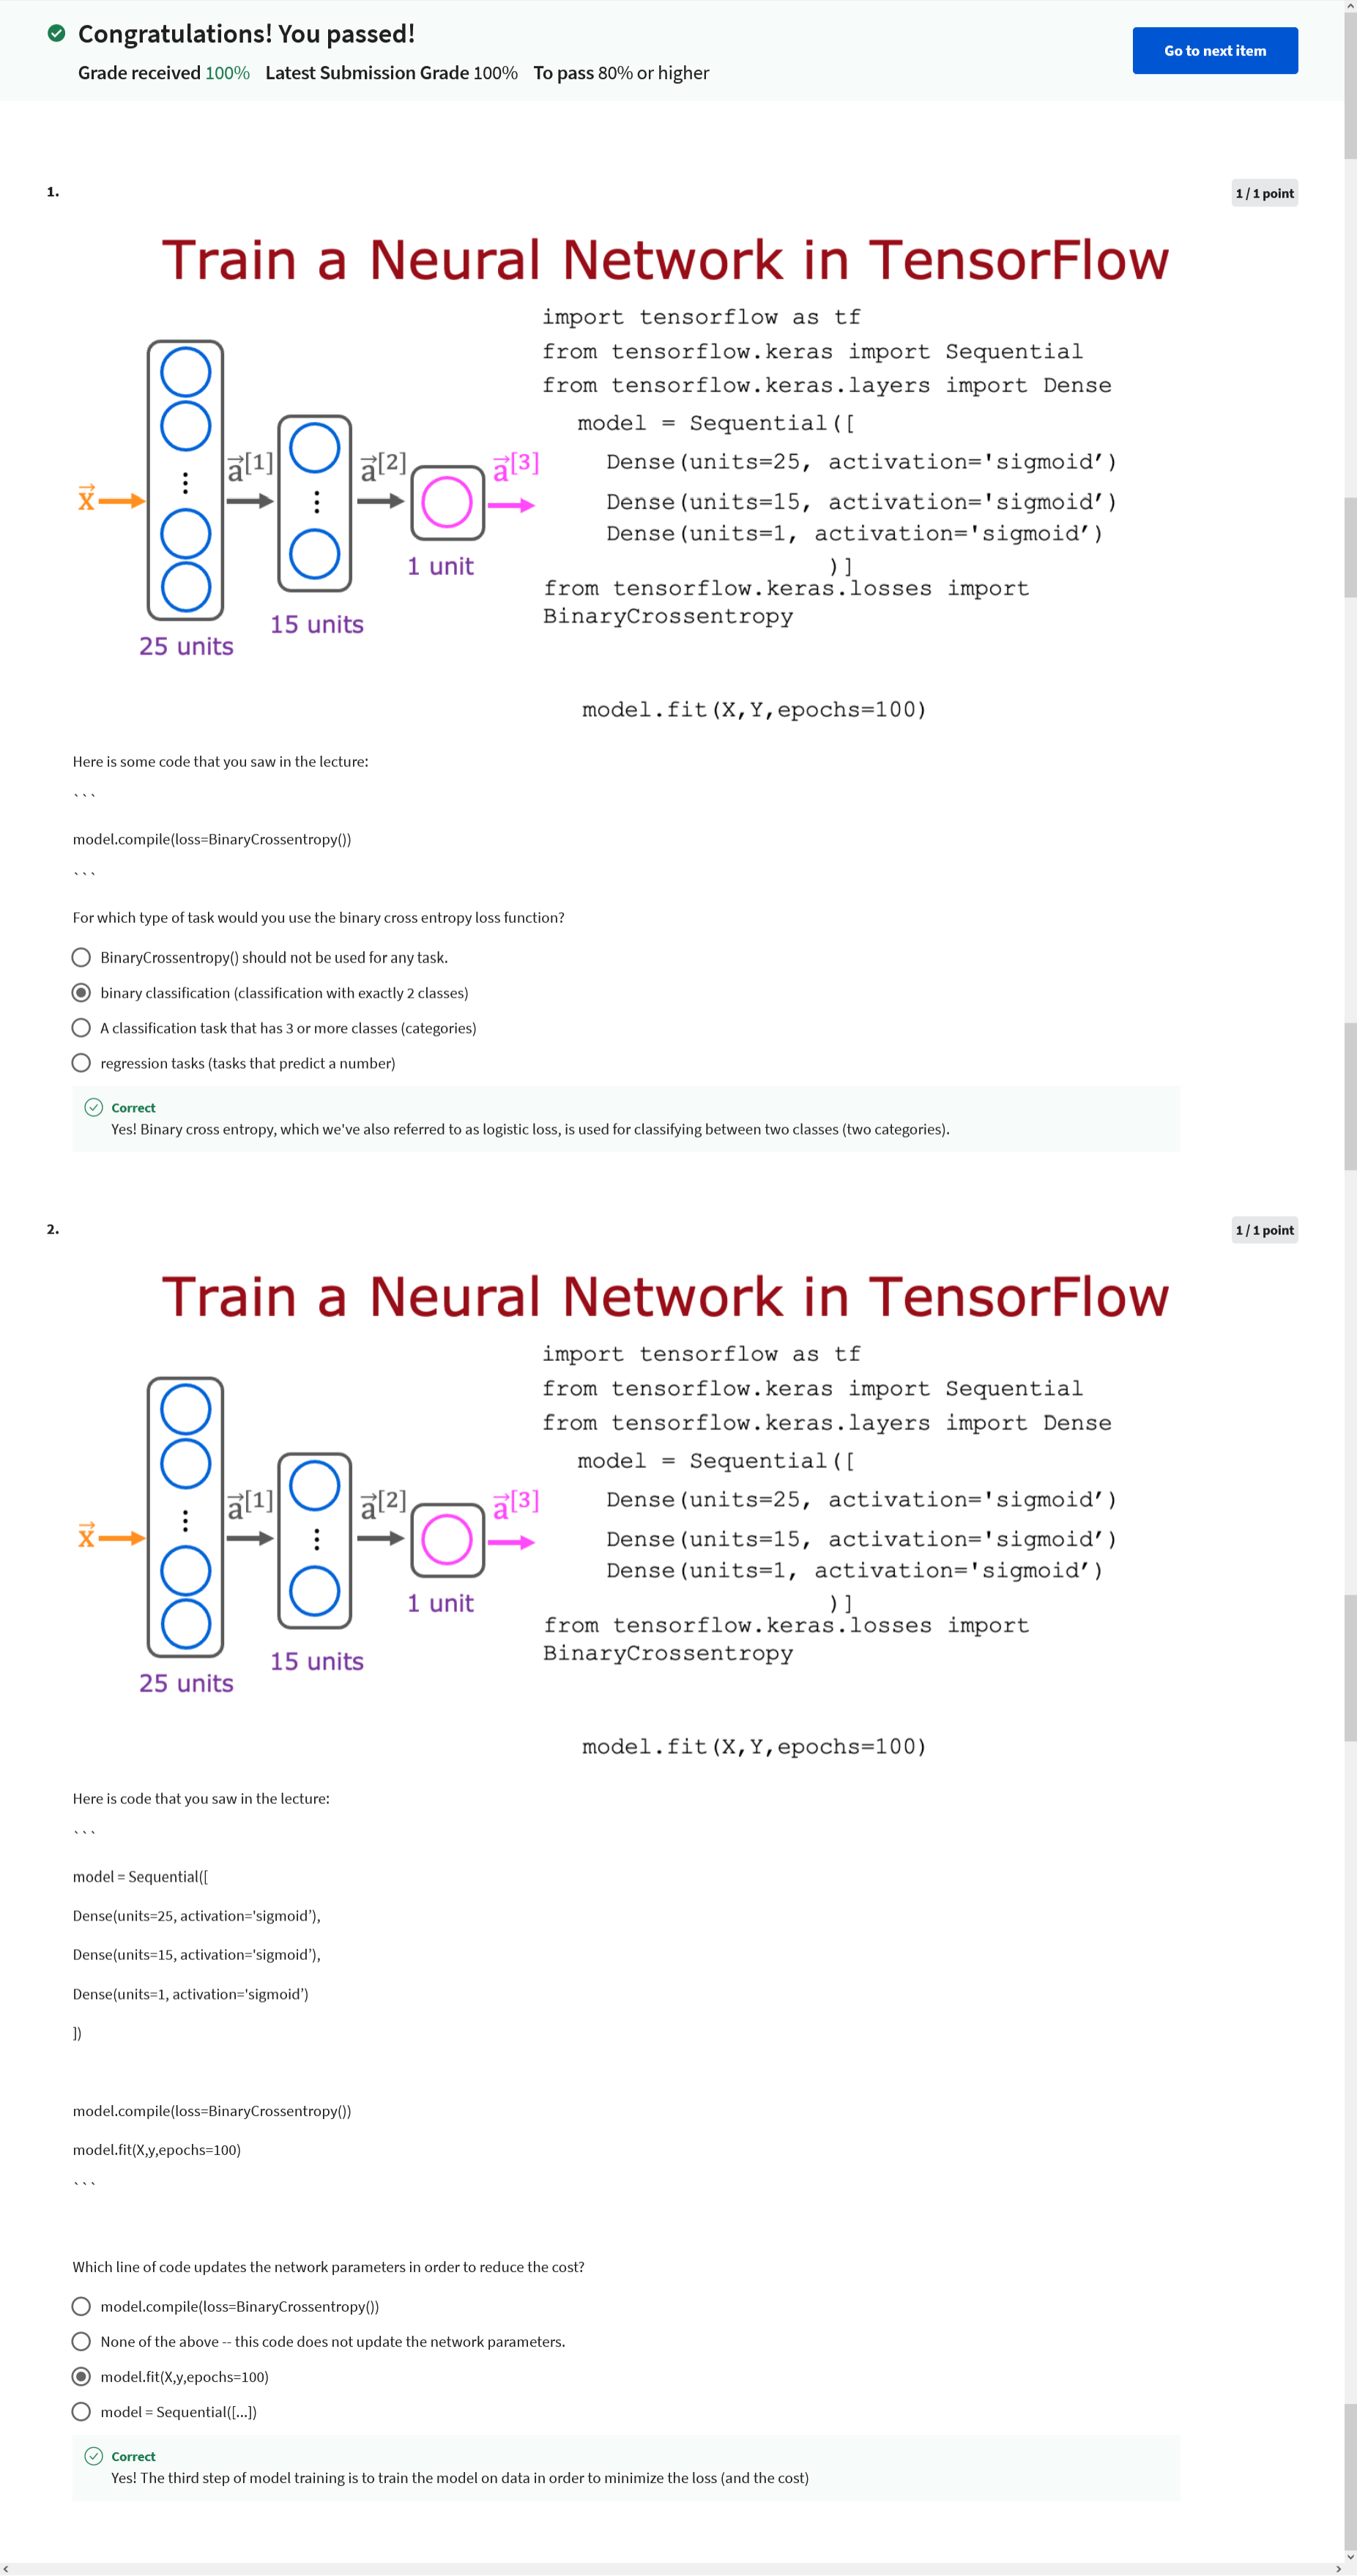 Congratulations! You passed!
Grade received 100% Latest Submission Grade 100% To pass 80% or higher
Go to next item
1.
1 / 1 point
Train a Neural Network in TensorFlow
import tensorflow as tf
from tensorflow.keras import Sequential
from tensorflow.keras.layers import Dense
model = Sequential([
Dense(units=25, activation='sigmoid’)
Dense(units=15, activation='sigmoid’)
Dense(units=1, activation='sigmoid’)
)]
from tensorflow.keras.losses import
BinaryCrossentropy
model.fit(X,Y,epochs=100)
x⃗
a⃗[1]
a⃗[2]
a⃗[3]
25 units
15 units
1 unit
Here is some code that you saw in the lecture:
```
model.compile(loss=BinaryCrossentropy())
```
For which type of task would you use the binary cross entropy loss function?
BinaryCrossentropy() should not be used for any task.
binary classification (classification with exactly 2 classes)
A classification task that has 3 or more classes (categories)
regression tasks (tasks that predict a number)
Correct
Yes! Binary cross entropy, which we've also referred to as logistic loss, is used for classifying between two classes (two categories).
2.
1 / 1 point
Train a Neural Network in TensorFlow
import tensorflow as tf
from tensorflow.keras import Sequential
from tensorflow.keras.layers import Dense
model = Sequential([
Dense(units=25, activation='sigmoid’)
Dense(units=15, activation='sigmoid’)
Dense(units=1, activation='sigmoid’)
)]
from tensorflow.keras.losses import
BinaryCrossentropy
model.fit(X,Y,epochs=100)
x⃗
a⃗[1]
a⃗[2]
a⃗[3]
25 units
15 units
1 unit
Here is code that you saw in the lecture:
```
model = Sequential([
Dense(units=25, activation='sigmoid’),
Dense(units=15, activation='sigmoid’),
Dense(units=1, activation='sigmoid’)
])
model.compile(loss=BinaryCrossentropy())
model.fit(X,y,epochs=100)
```
Which line of code updates the network parameters in order to reduce the cost?
model.compile(loss=BinaryCrossentropy())
None of the above -- this code does not update the network parameters.
model.fit(X,y,epochs=100)
model = Sequential([...])
Correct
Yes! The third step of model training is to train the model on data in order to minimize the loss (and the cost)